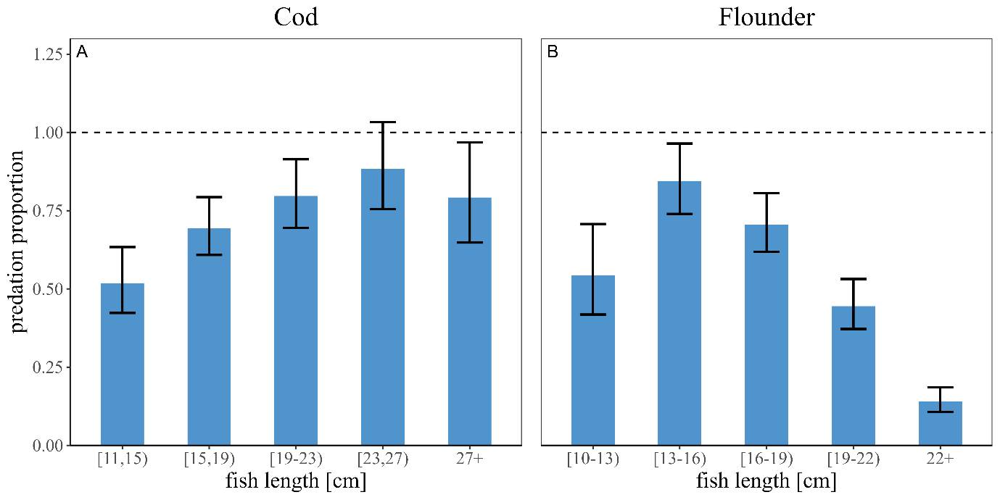 Cod
Flounder
A
B
predation proportion
1.25
1.00
0.75
0.50
0.25
0.00
[11,15)
[15,19)
[19-23)
[23,27)
27+
[10-13)
[13-16)
[16-19)
[19-22)
22+
fish length [cm]
fish length [cm]